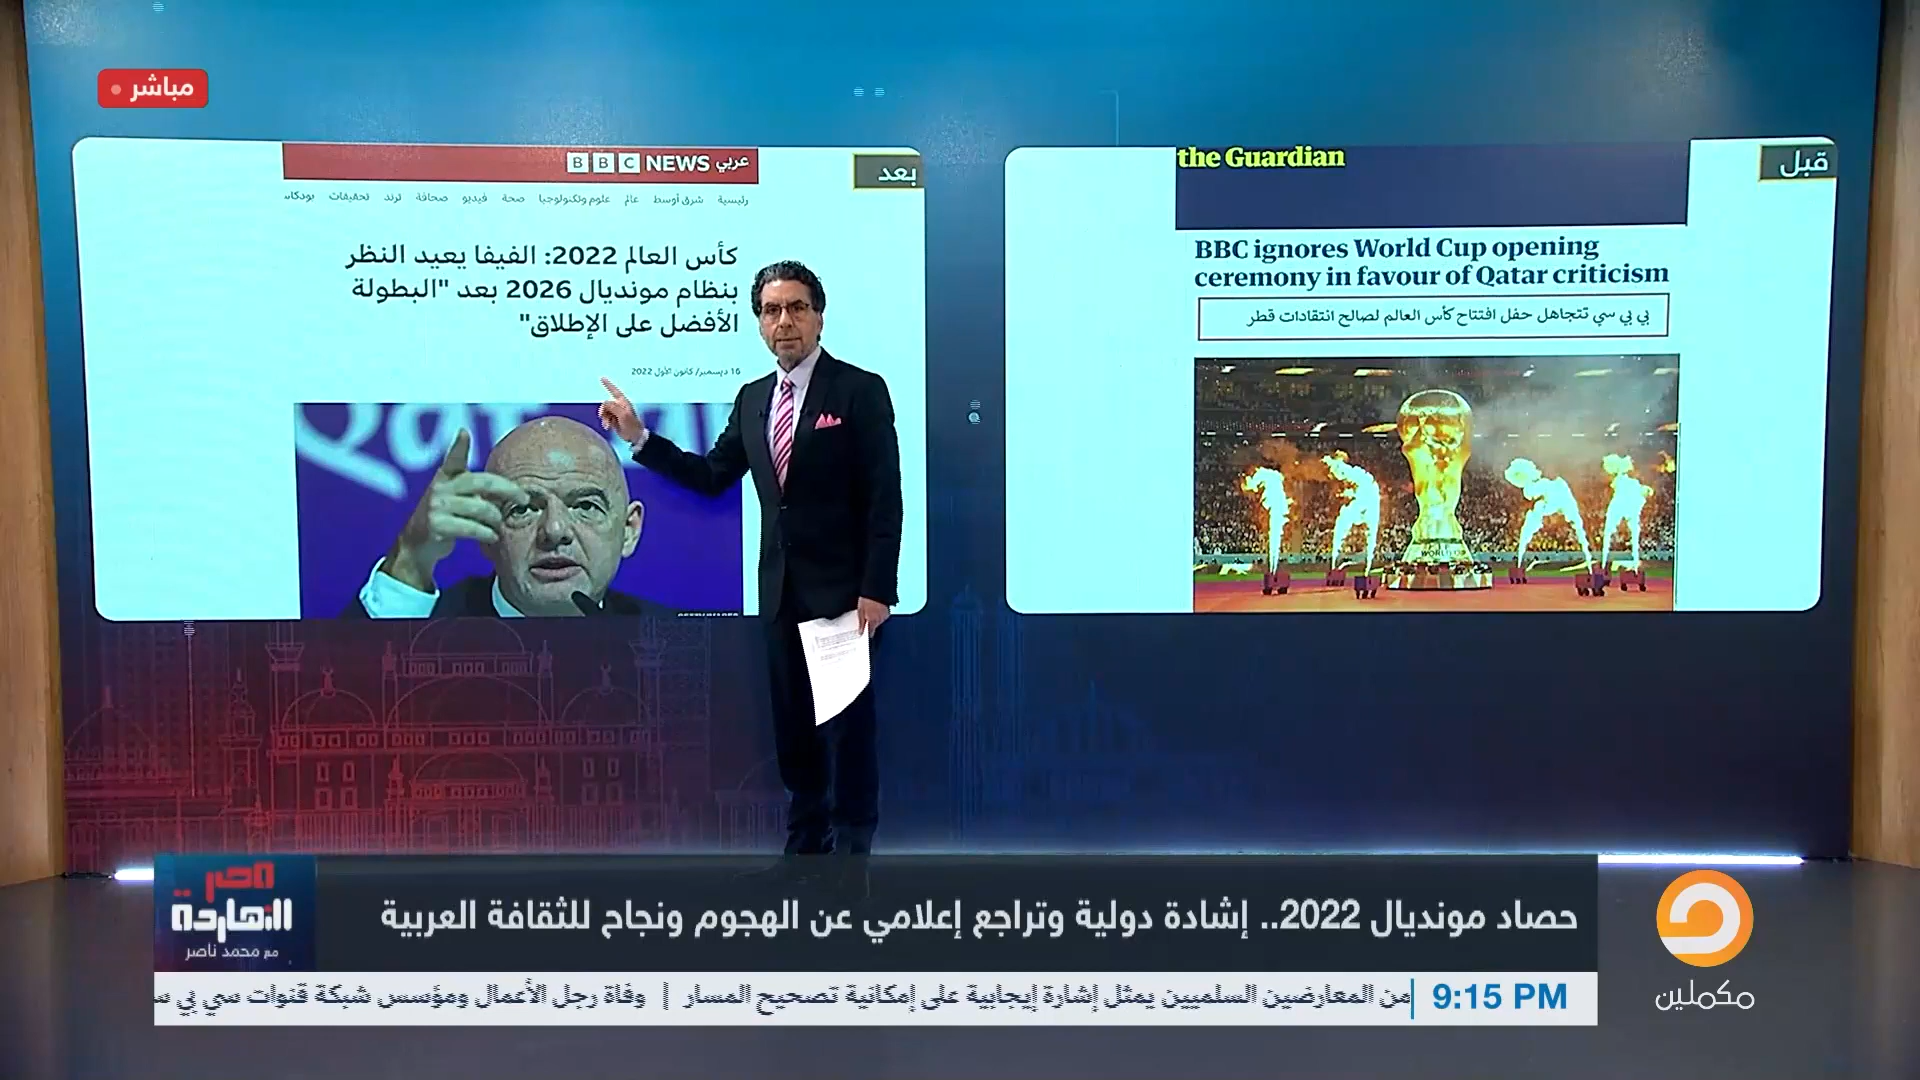 مباشر
قبل
the Guardian
BBC ignores World Cup opening
ceremony in favour of Qatar criticism
بي بي سي تتجاهل حفل افتتاح كأس العالم لصالح انتقادات قطر
WORLD CUP
بعد
BBC NEWS عربي
رئيسية شرق أوسط عالم علوم وتكنولوجيا صحة فيديو صحافة ترند تحقيقات بودكاس
كأس العالم 2022: الفيفا يعيد النظر
بنظام مونديال 2026 بعد "البطولة
الأفضل على الإطلاق"
16 ديسمبر/ كانون الأول 2022
حصاد مونديال 2022.. إشادة دولية وتراجع إعلامي عن الهجوم ونجاح للثقافة العربية
مصر
النهاردة
مع محمد ناصر
9:15 PM
من المعارضين السلميين يمثل إشارة إيجابية على إمكانية تصحيح المسار | وفاة رجل الأعمال ومؤسس شبكة قنوات سي بي س
مكملين